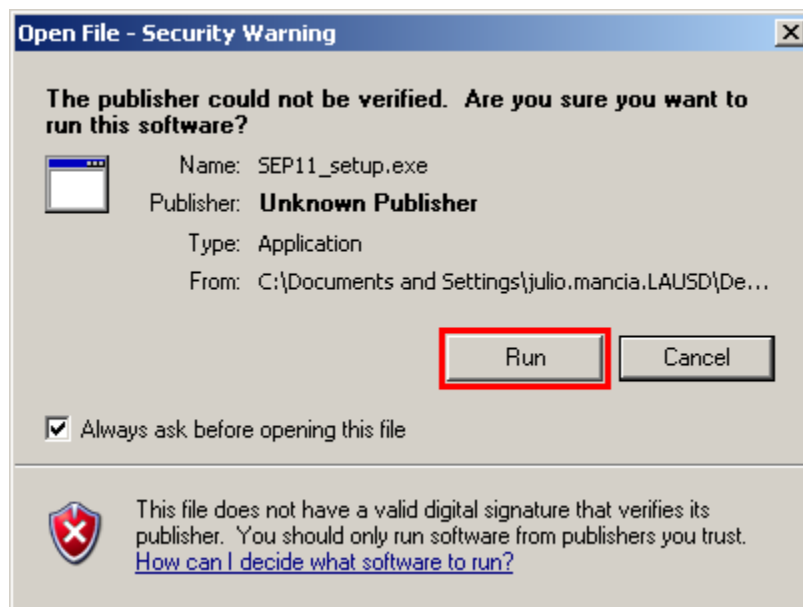 Open File - Security Warning
The publisher could not be verified. Are you sure you want to
run this software?
Name: SEP11_setup.exe
Publisher: Unknown Publisher
Type: Application
From: C:\Documents and Settings\julio.mancia.LAUSD\De...
Run Cancel
Always ask before opening this file
This file does not have a valid digital signature that verifies its
publisher. You should only run software from publishers you trust.
How can I decide what software to run?